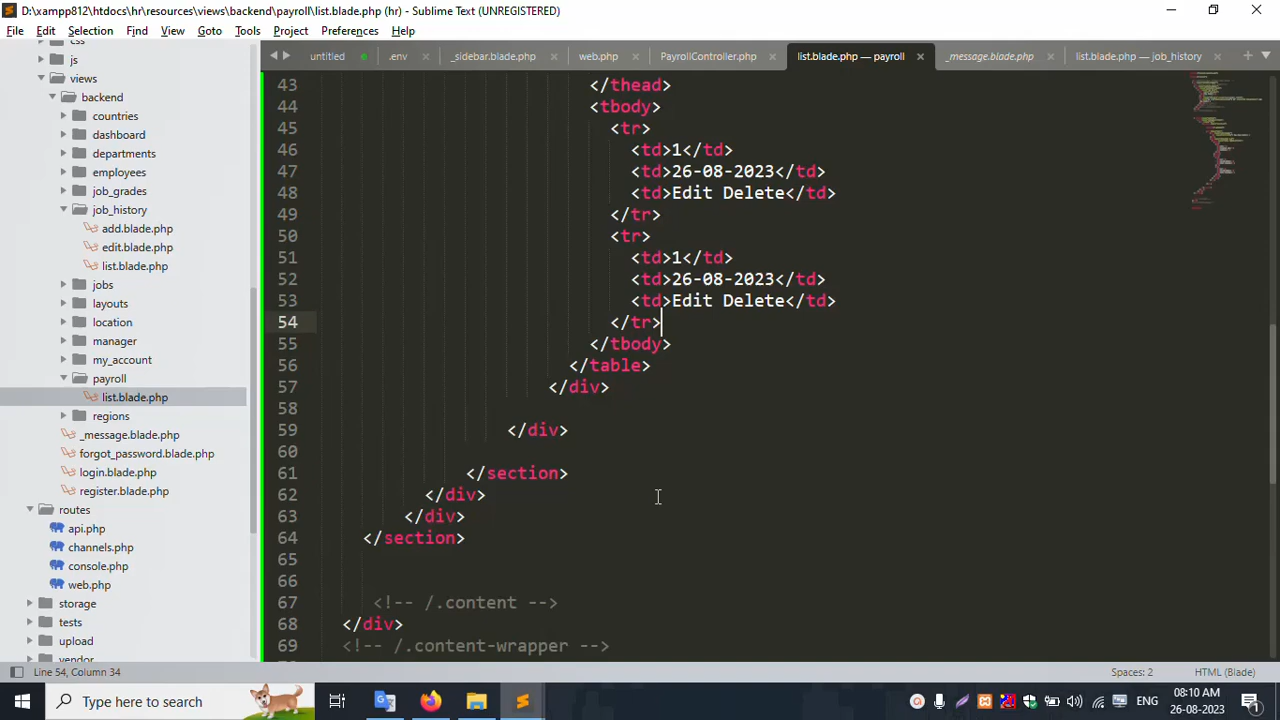 D:\xampp812\htdocs\hr\resources\views\backend\payroll\list.blade.php (hr) - Sublime Text (UNREGISTERED)
File Edit Selection Find View Goto Tools Project Preferences Help
untitled .env _sidebar.blade.php web.php PayrollController.php list.blade.php — payroll _message.blade.php list.blade.php — job_history
css
js
views
backend
countries
dashboard
departments
employees
job_grades
job_history
add.blade.php
edit.blade.php
list.blade.php
jobs
layouts
location
manager
my_account
payroll
list.blade.php
regions
_message.blade.php
forgot_password.blade.php
login.blade.php
register.blade.php
routes
api.php
channels.php
console.php
web.php
storage
tests
upload
vendor
43 </thead>
44 <tbody>
45 <tr>
46 <td>1</td>
47 <td>26-08-2023</td>
48 <td>Edit Delete</td>
49 </tr>
50 <tr>
51 <td>1</td>
52 <td>26-08-2023</td>
53 <td>Edit Delete</td>
54 </tr>
55 </tbody>
56 </table>
57 </div>
58
59 </div>
60
61 </section>
62 </div>
63 </div>
64 </section>
65
66
67 <!-- /.content -->
68 </div>
69 <!-- /.content-wrapper -->
Line 54, Column 34 Spaces: 2 HTML (Blade)
Type here to search ENG 08:10 AM
26-08-2023